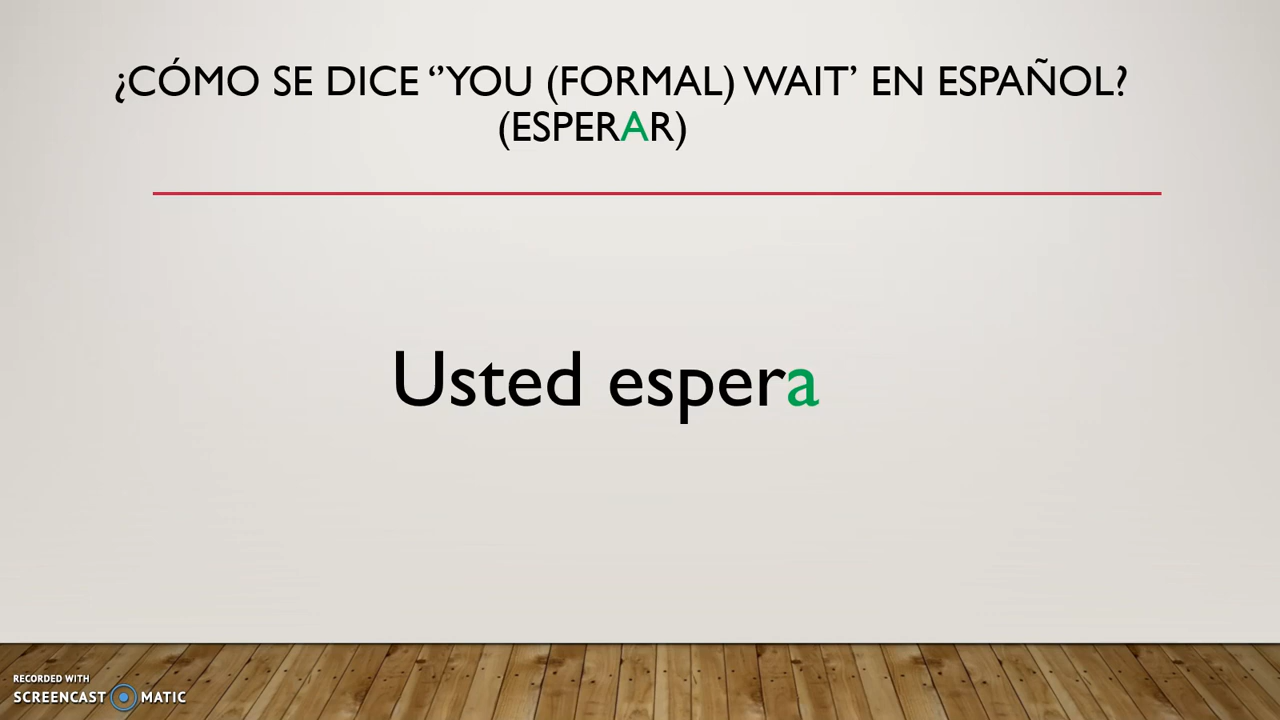 ¿CÓMO SE DICE “YOU (FORMAL) WAIT’ EN ESPAÑOL?
(ESPERAR)
Usted espera
RECORDED WITH
SCREENCAST MATIC